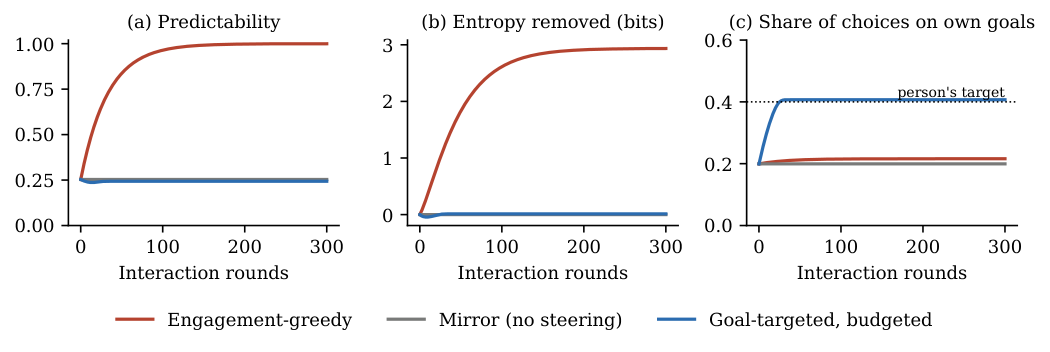 (a) Predictability
1.00
0.75
0.50
0.25
0.00
0 100 200 300
Interaction rounds
(b) Entropy removed (bits)
3
2
1
0
0 100 200 300
Interaction rounds
(c) Share of choices on own goals
0.6
0.4
0.2
0.0
person's target
0 100 200 300
Interaction rounds
Engagement-greedy
Mirror (no steering)
Goal-targeted, budgeted